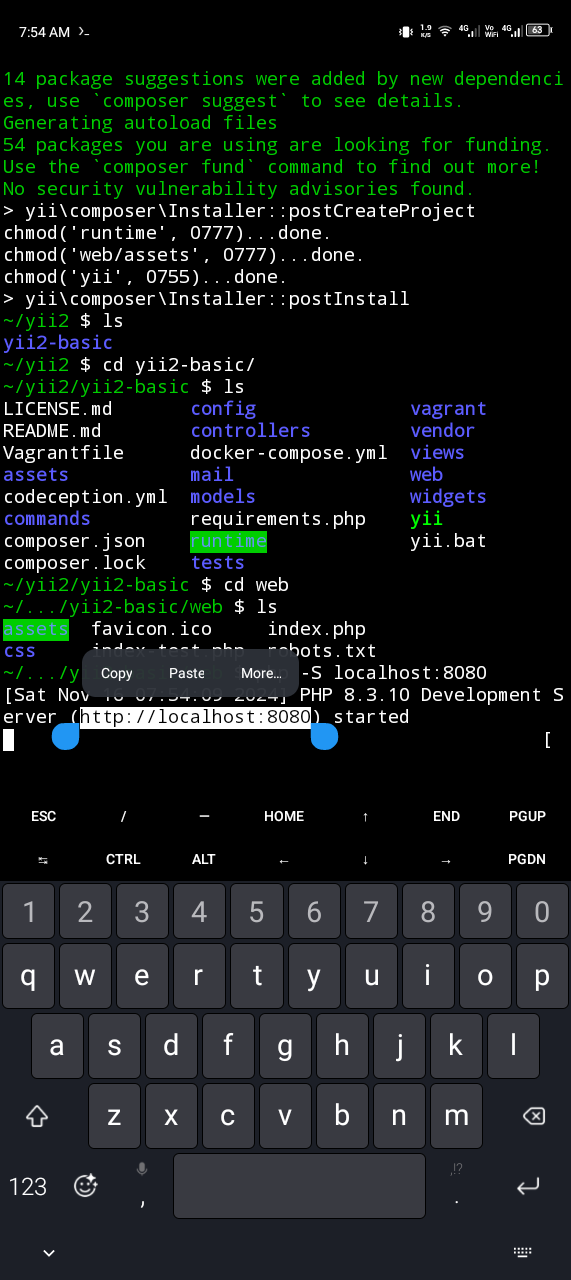 7:54 AM
1.9 K/S 4G Vo WiFi 4G 63
14 package suggestions were added by new dependenci
es, use `composer suggest` to see details.
Generating autoload files
54 packages you are using are looking for funding.
Use the `composer fund` command to find out more!
No security vulnerability advisories found.
> yii\composer\Installer::postCreateProject
chmod('runtime', 0777)...done.
chmod('web/assets', 0777)...done.
chmod('yii', 0755)...done.
> yii\composer\Installer::postInstall
~/yii2 $ ls
yii2-basic
~/yii2 $ cd yii2-basic/
~/yii2/yii2-basic $ ls
LICENSE.md config vagrant
README.md controllers vendor
Vagrantfile docker-compose.yml views
assets mail web
codeception.yml models widgets
commands requirements.php yii
composer.json runtime yii.bat
composer.lock tests
~/yii2/yii2-basic $ cd web
~/.../yii2-basic/web $ ls
assets favicon.ico index.php
css index-test.php robots.txt
~/.../y -S localhost:8080
Copy Paste More...
[Sat Nov 16 07:54:09 2024] PHP 8.3.10 Development S
erver (http://localhost:8080) started
[
ESC / — HOME ↑ END PGUP
↹ CTRL ALT ← ↓ → PGDN
1 2 3 4 5 6 7 8 9 0
q w e r t y u i o p
a s d f g h j k l
z x c v b n m
123 , ,!? .